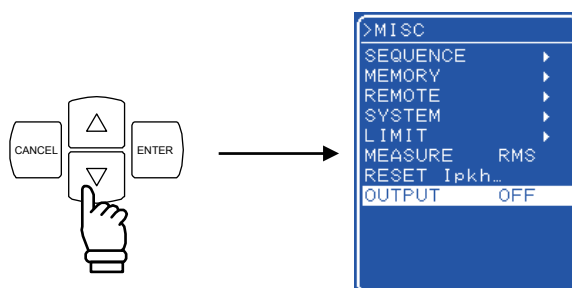 CANCEL
ENTER
>MISC
SEQUENCE
MEMORY
REMOTE
SYSTEM
LIMIT
MEASURE RMS
RESET Ipkh…
OUTPUT OFF